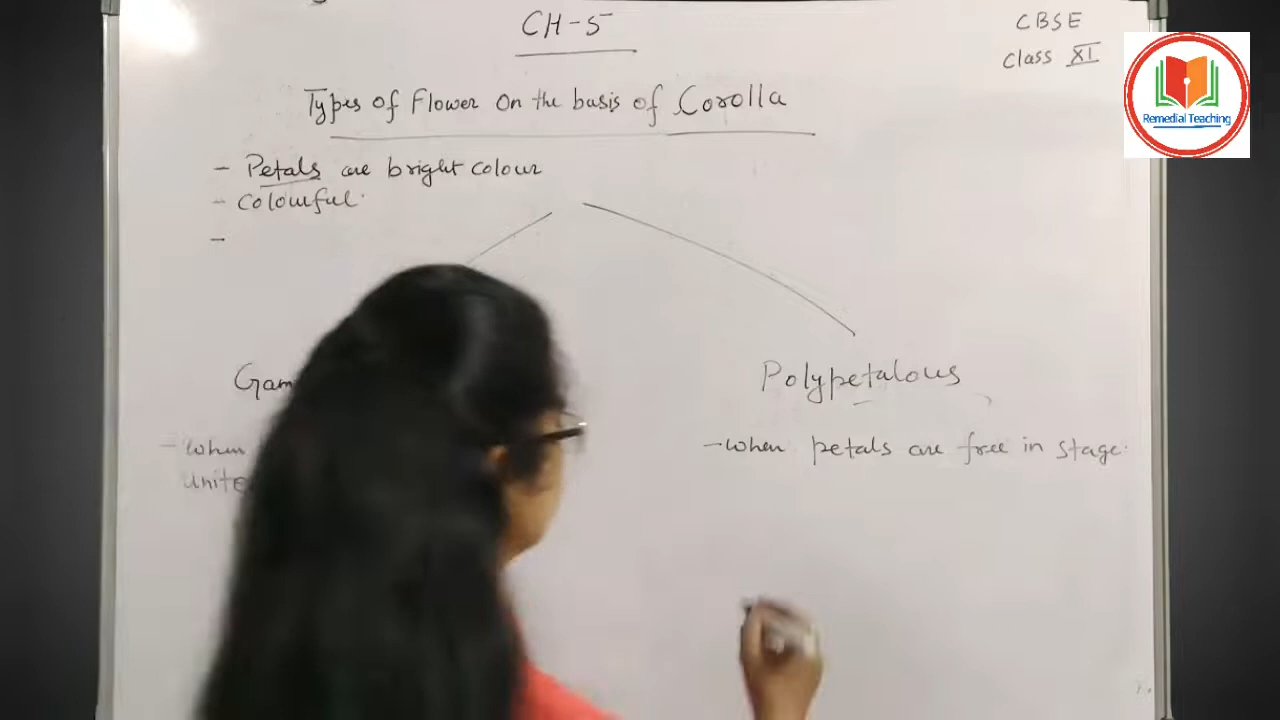 CH-5
CBSE
Class XI
Remedial Teaching
Types of Flower On the basis of Corolla
- Petals are bright colour
- Colourful.
-
Gam
Polypetalous
- when
unite
- when petals are free in stage.